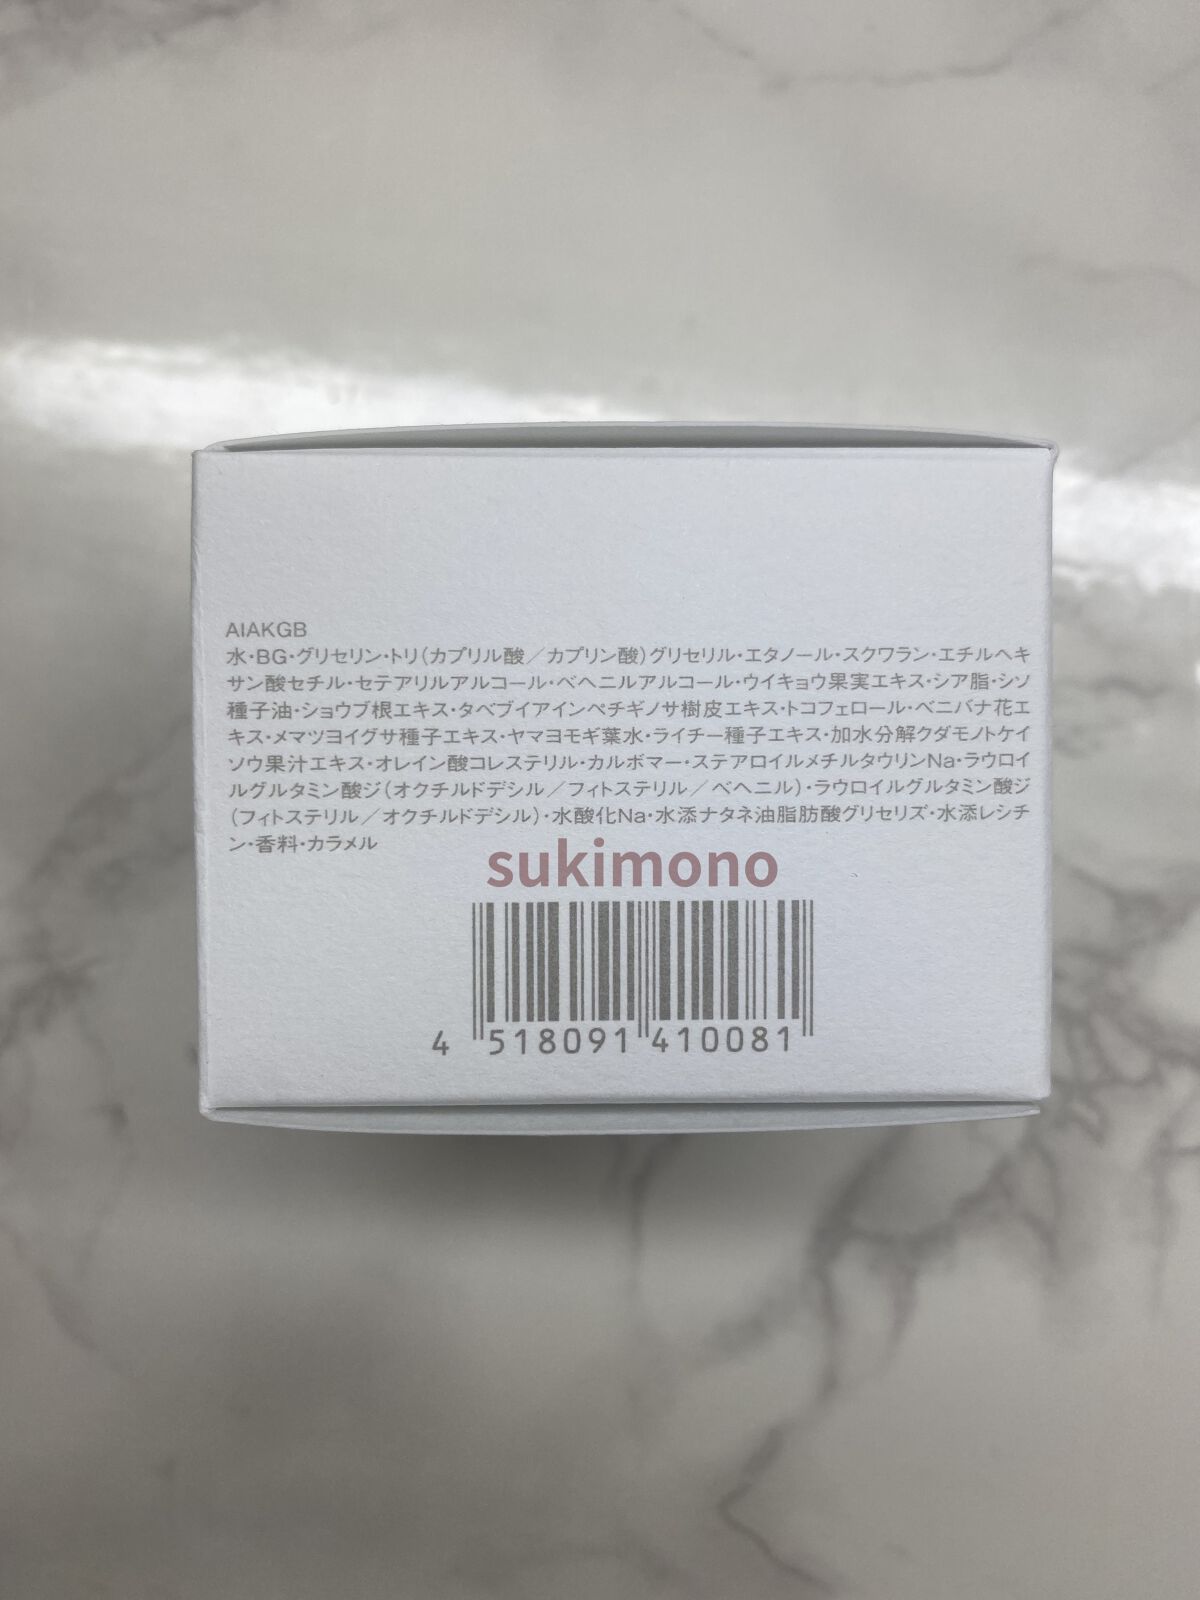 AIAKGB
水・BG・グリセリン・トリ(カプリル酸／カプリン酸)グリセリル・エタノール・スクワラン・エチルヘキ
サン酸セチル・セテアリルアルコール・ベヘニルアルコール・ウイキョウ果実エキス・シア脂・シソ
種子油・ショウブ根エキス・タベブイアインペチギノサ樹皮エキス・トコフェロール・ベニバナ花エ
キス・メマツヨイグサ種子エキス・ヤマヨモギ葉水・ライチー種子エキス・加水分解クダモノトケイ
ソウ果汁エキス・オレイン酸コレステリル・カルボマー・ステアロイルメチルタウリンNa・ラウロイ
ルグルタミン酸ジ(オクチルドデシル／フィトステリル／ベヘニル)・ラウロイルグルタミン酸ジ
(フィトステリル／オクチルドデシル)・水酸化Na・水添ナタネ油脂肪酸グリセリズ・水添レシチ
ン・香料・カラメル
sukimono
4 518091 410081